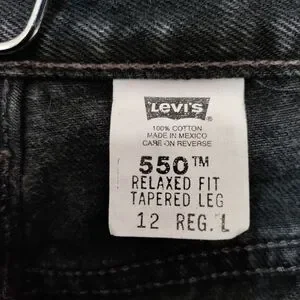 LEVI'S
100% COTTON
MADE IN MEXICO
CARE ON REVERSE
550™
RELAXED FIT
TAPERED LEG
12 REG. L